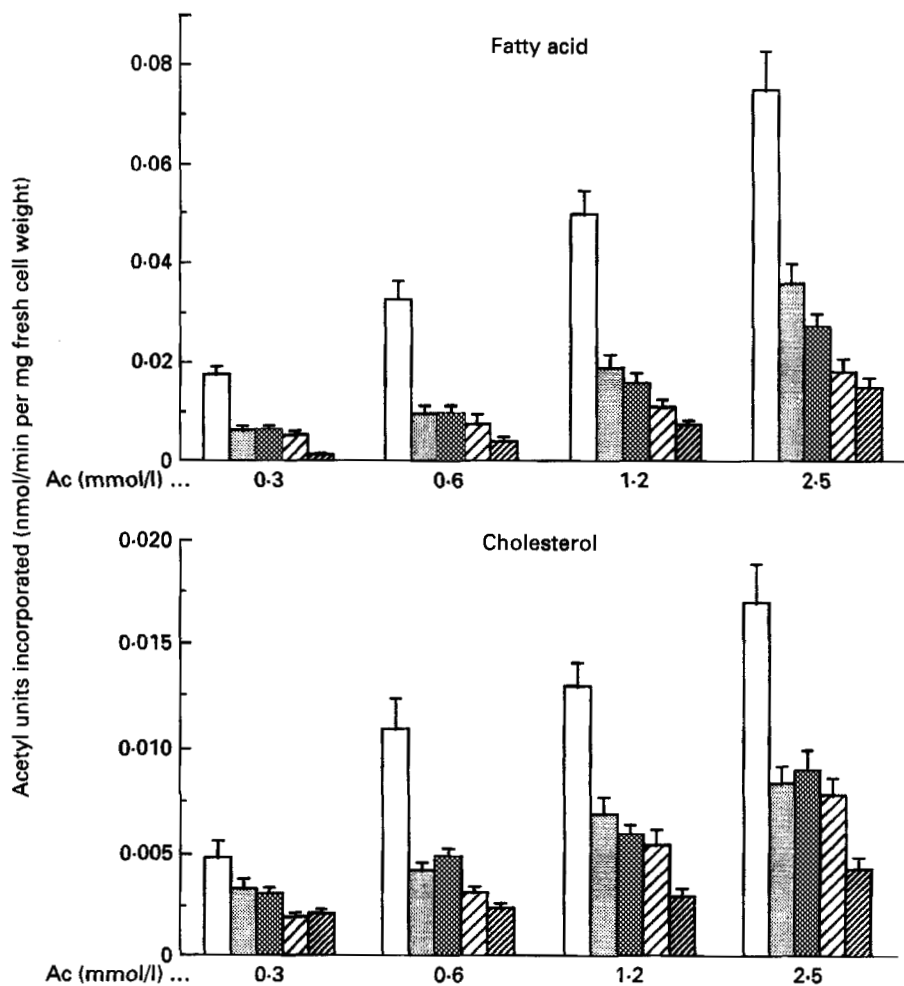 Acetyl units incorporated (nmol/min per mg fresh cell weight)
Fatty acid
0·08
0·06
0·04
0·02
0
Ac (mmol/l) ... 0·3 0·6 1·2 2·5
Cholesterol
0·020
0·015
0·010
0·005
0
Ac (mmol/l) ... 0·3 0·6 1·2 2·5